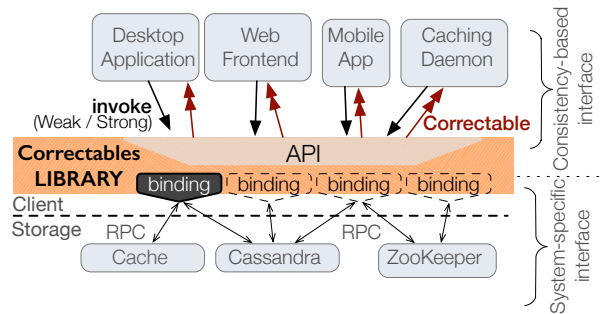 Desktop
Application
Web
Frontend
Mobile
App
Caching
Daemon
invoke
(Weak / Strong)
Correctable
Correctables
LIBRARY
API
binding
binding
binding
binding
Client
Storage
RPC
RPC
Cache
Cassandra
ZooKeeper
Consistency-based
interface
System-specific
interface